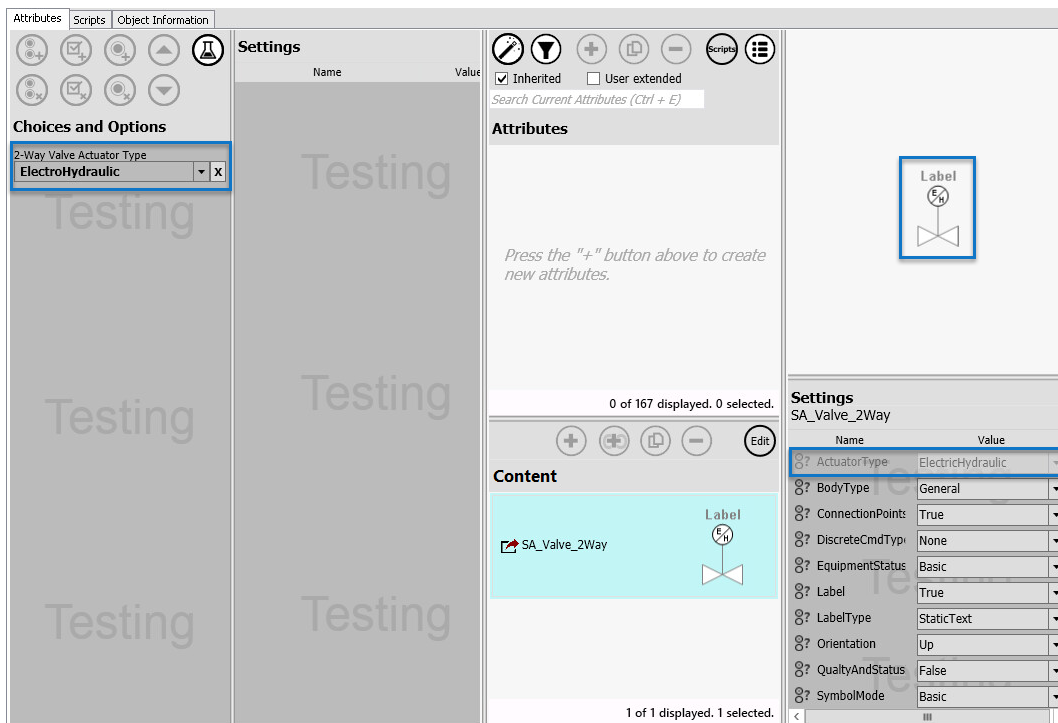 Attributes Scripts Object Information
Choices and Options
2-Way Valve Actuator Type
ElectroHydraulic X
Testing
Testing
Testing
Settings
Name Value
Testing
Testing
Testing
Scripts
Inherited User extended
Search Current Attributes (Ctrl + E)
Attributes
Press the "+" button above to create
new attributes.
0 of 167 displayed. 0 selected.
Edit
Content
SA_Valve_2Way
Label
E/H
1 of 1 displayed. 1 selected.
Label
E/H
Settings
SA_Valve_2Way
Name Value
ActuatorType ElectricHydraulic
BodyType General
ConnectionPoints True
DiscreteCmdType None
EquipmentStatus Basic
Label True
LabelType StaticText
Orientation Up
QualtyAndStatus False
SymbolMode Basic
Testing
Testing
Testing